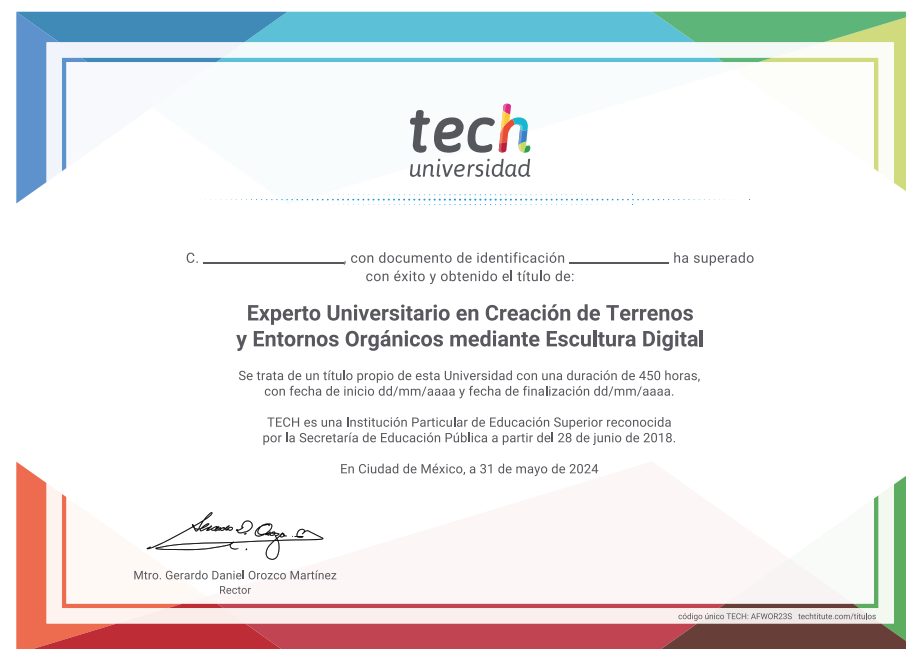 tech
universidad
C. ____________, con documento de identificación ____________ ha superado
con éxito y obtenido el título de:
Experto Universitario en Creación de Terrenos
y Entornos Orgánicos mediante Escultura Digital
Se trata de un título propio de esta Universidad con una duración de 450 horas,
con fecha de inicio dd/mm/aaaa y fecha de finalización dd/mm/aaaa.
TECH es una Institución Particular de Educación Superior reconocida
por la Secretaría de Educación Pública a partir del 28 de junio de 2018.
En Ciudad de México, a 31 de mayo de 2024
Mtro. Gerardo Daniel Orozco Martínez
Rector
código único TECH: AFWOR23S techtitute.com/titulos